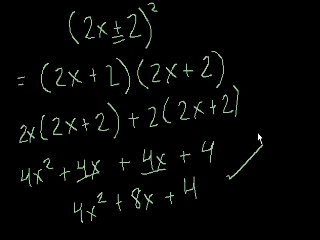 (2x ± 2)²
= (2x + 2)(2x + 2)
2x(2x + 2) + 2(2x + 2)
4x² + 4x + 4x + 4
4x² + 8x + 4